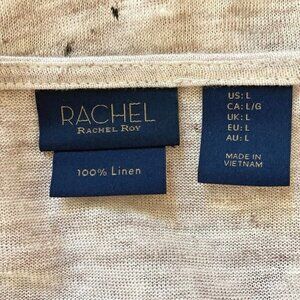 RACHEL
RACHEL ROY
100% Linen
US: L
CA: L/G
UK: L
EU: L
AU: L
MADE IN
VIETNAM